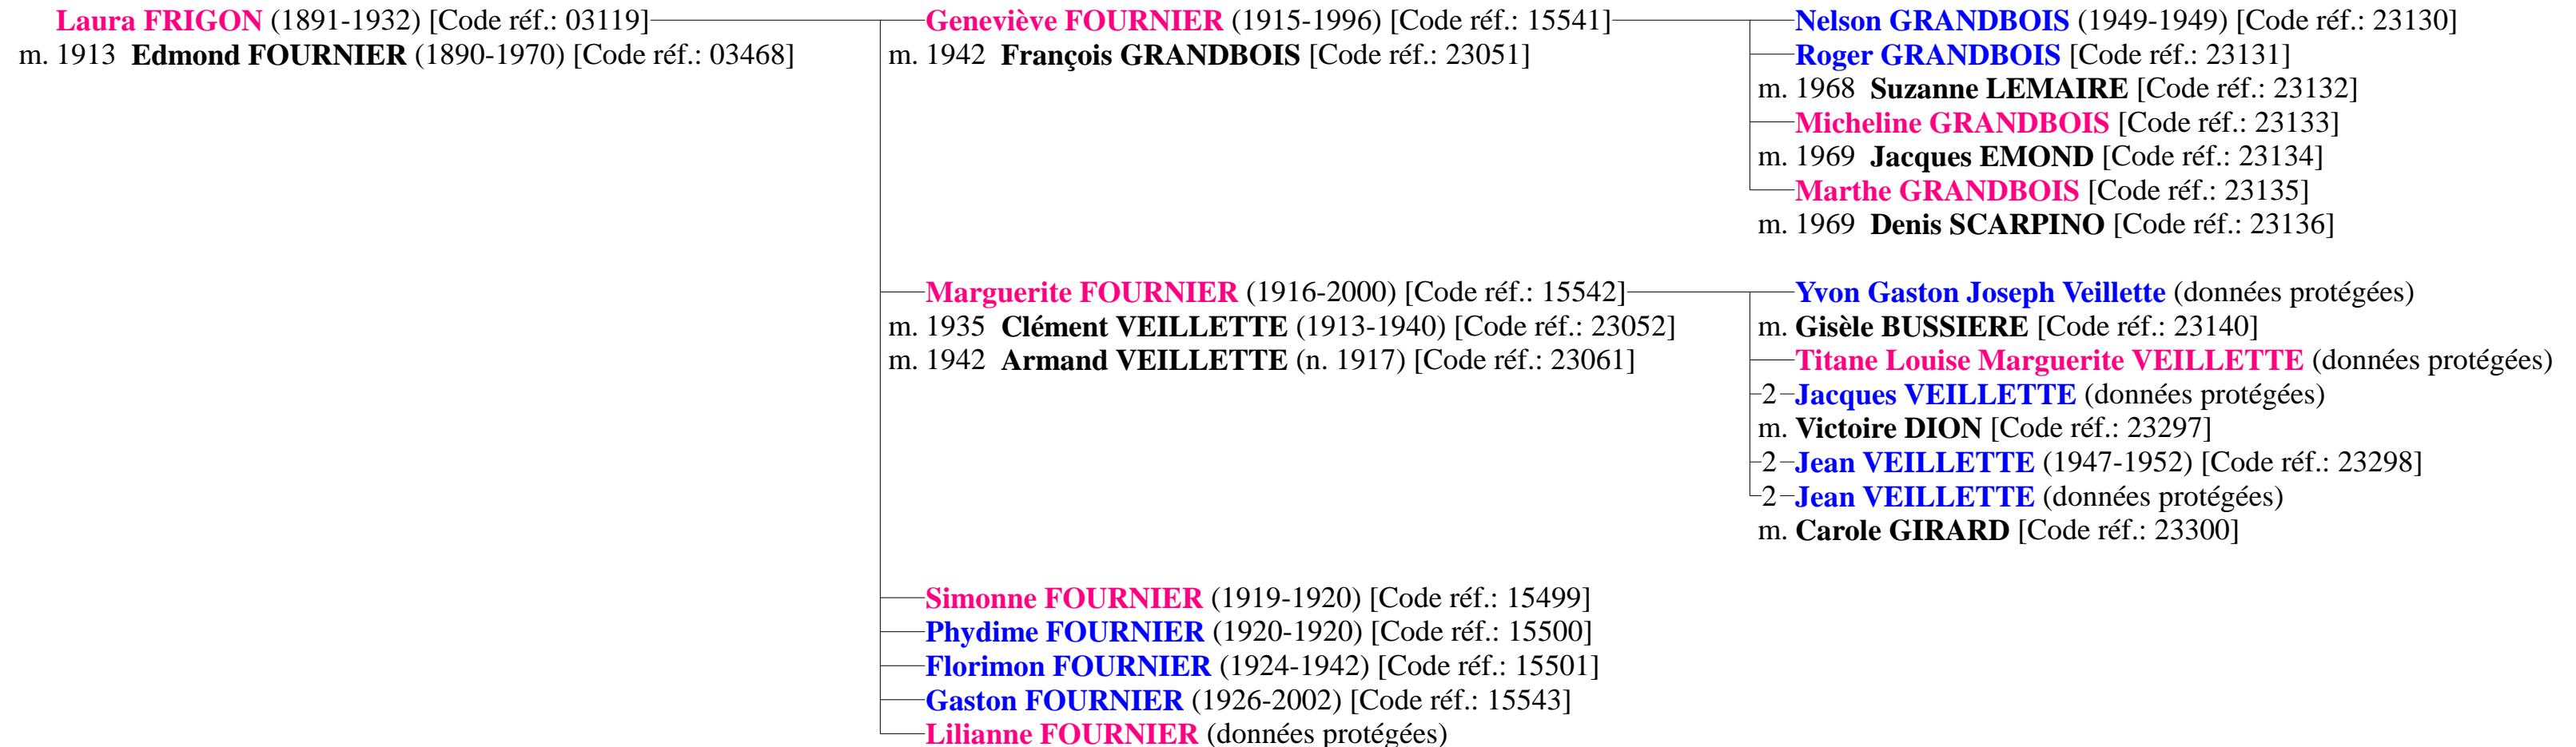 Laura FRIGON (1891-1932) [Code réf.: 03119]
m. 1913 Edmond FOURNIER (1890-1970) [Code réf.: 03468]
Geneviève FOURNIER (1915-1996) [Code réf.: 15541]
m. 1942 François GRANDBOIS [Code réf.: 23051]
Nelson GRANDBOIS (1949-1949) [Code réf.: 23130]
Roger GRANDBOIS [Code réf.: 23131]
m. 1968 Suzanne LEMAIRE [Code réf.: 23132]
Micheline GRANDBOIS [Code réf.: 23133]
m. 1969 Jacques EMOND [Code réf.: 23134]
Marthe GRANDBOIS [Code réf.: 23135]
m. 1969 Denis SCARPINO [Code réf.: 23136]
Marguerite FOURNIER (1916-2000) [Code réf.: 15542]
m. 1935 Clément VEILLETTE (1913-1940) [Code réf.: 23052]
m. 1942 Armand VEILLETTE (n. 1917) [Code réf.: 23061]
Yvon Gaston Joseph Veillette (données protégées)
m. Gisèle BUSSIERE [Code réf.: 23140]
Titane Louise Marguerite VEILLETTE (données protégées)
2 Jacques VEILLETTE (données protégées)
m. Victoire DION [Code réf.: 23297]
2 Jean VEILLETTE (1947-1952) [Code réf.: 23298]
2 Jean VEILLETTE (données protégées)
m. Carole GIRARD [Code réf.: 23300]
Simonne FOURNIER (1919-1920) [Code réf.: 15499]
Phydime FOURNIER (1920-1920) [Code réf.: 15500]
Florimon FOURNIER (1924-1942) [Code réf.: 15501]
Gaston FOURNIER (1926-2002) [Code réf.: 15543]
Lilianne FOURNIER (données protégées)